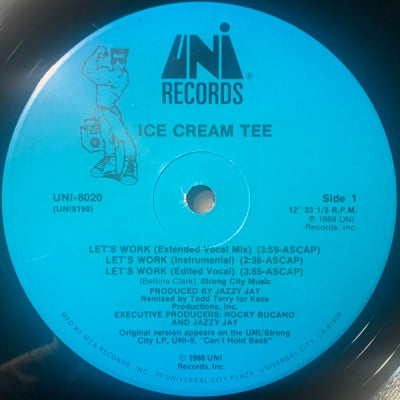 UNI
RECORDS
®
ICE CREAM TEE
UNI-8020
(UNI9199)
Side 1
12" 33 1/3 R.P.M.
Ⓟ 1989 UNI
Records, Inc.
LET'S WORK (Extended Vocal Mix) (3:59-ASCAP)
LET'S WORK (Instrumental) (2:38-ASCAP)
LET'S WORK (Edited Vocal) (3:55-ASCAP)
(Bettina Clark) Strong City Music
PRODUCED BY JAZZY JAY
Remixed by Todd Terry for Kaze
Productions, Inc.
EXECUTIVE PRODUCERS: ROCKY BUCANO
AND JAZZY JAY
Original version appears on the UNI/Strong
City LP, UNI-9. "Can't Hold Back"
© 1988 UNI
Records, Inc.
MFD BY MCA RECORDS, INC. 70 UNIVERSAL CITY PLAZA, UNIVERSAL CITY, CA-91608